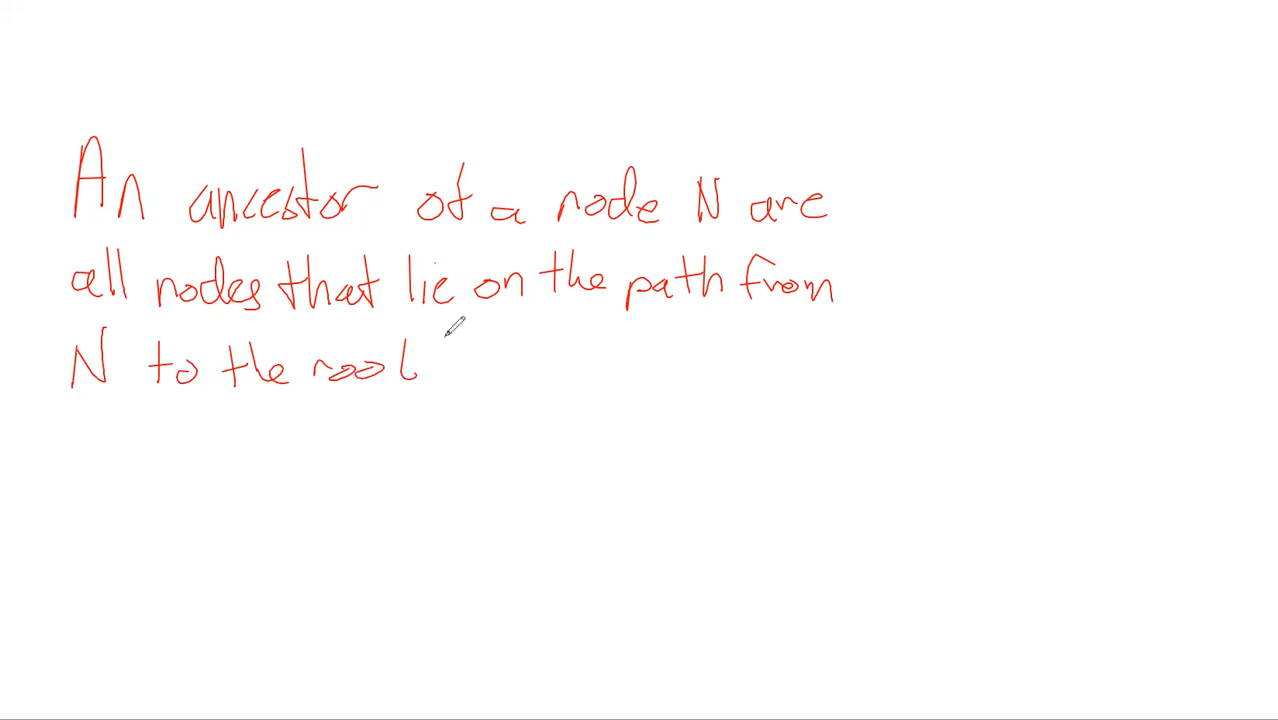 An ancestor of a node N are
all nodes that lie on the path from
N to the root